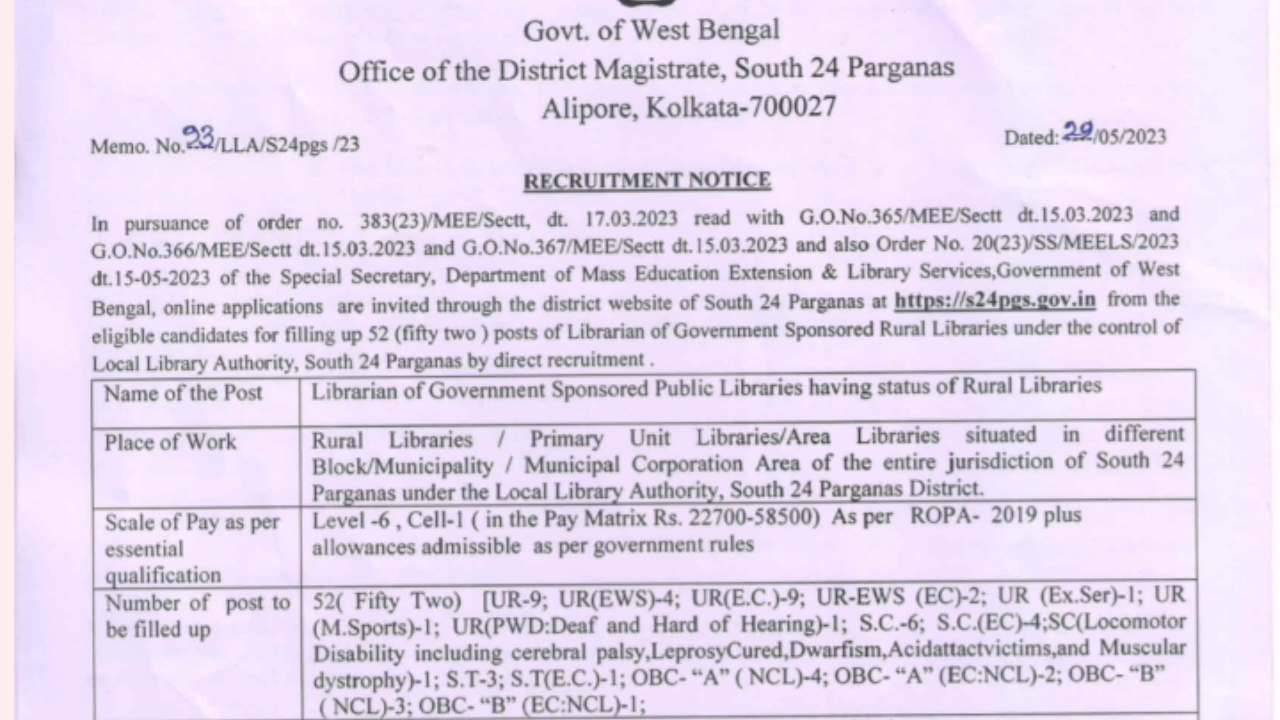 Govt. of West Bengal
Office of the District Magistrate, South 24 Parganas
Alipore, Kolkata-700027
Memo. No.93/LLA/S24pgs /23 Dated: 29/05/2023
RECRUITMENT NOTICE
In pursuance of order no. 383(23)/MEE/Sectt, dt. 17.03.2023 read with G.O.No.365/MEE/Sectt dt.15.03.2023 and
G.O.No.366/MEE/Sectt dt.15.03.2023 and G.O.No.367/MEE/Sectt dt.15.03.2023 and also Order No. 20(23)/SS/MEELS/2023
dt.15-05-2023 of the Special Secretary, Department of Mass Education Extension & Library Services,Government of West
Bengal, online applications are invited through the district website of South 24 Parganas at https://s24pgs.gov.in from the
eligible candidates for filling up 52 (fifty two ) posts of Librarian of Government Sponsored Rural Libraries under the control of
Local Library Authority, South 24 Parganas by direct recruitment .
Name of the Post Librarian of Government Sponsored Public Libraries having status of Rural Libraries
Place of Work Rural Libraries / Primary Unit Libraries/Area Libraries situated in different
Block/Municipality / Municipal Corporation Area of the entire jurisdiction of South 24
Parganas under the Local Library Authority, South 24 Parganas District.
Scale of Pay as per Level -6 , Cell-1 ( in the Pay Matrix Rs. 22700-58500) As per ROPA- 2019 plus
essential allowances admissible as per government rules
qualification
Number of post to 52( Fifty Two) [UR-9; UR(EWS)-4; UR(E.C.)-9; UR-EWS (EC)-2; UR (Ex.Ser)-1; UR
be filled up (M.Sports)-1; UR(PWD:Deaf and Hard of Hearing)-1; S.C.-6; S.C.(EC)-4;SC(Locomotor
Disability including cerebral palsy,LeprosyCured,Dwarfism,Acidattactvictims,and Muscular
dystrophy)-1; S.T-3; S.T(E.C.)-1; OBC- “A” ( NCL)-4; OBC- “A” (EC:NCL)-2; OBC- “B”
( NCL)-3; OBC- “B” (EC:NCL)-1;